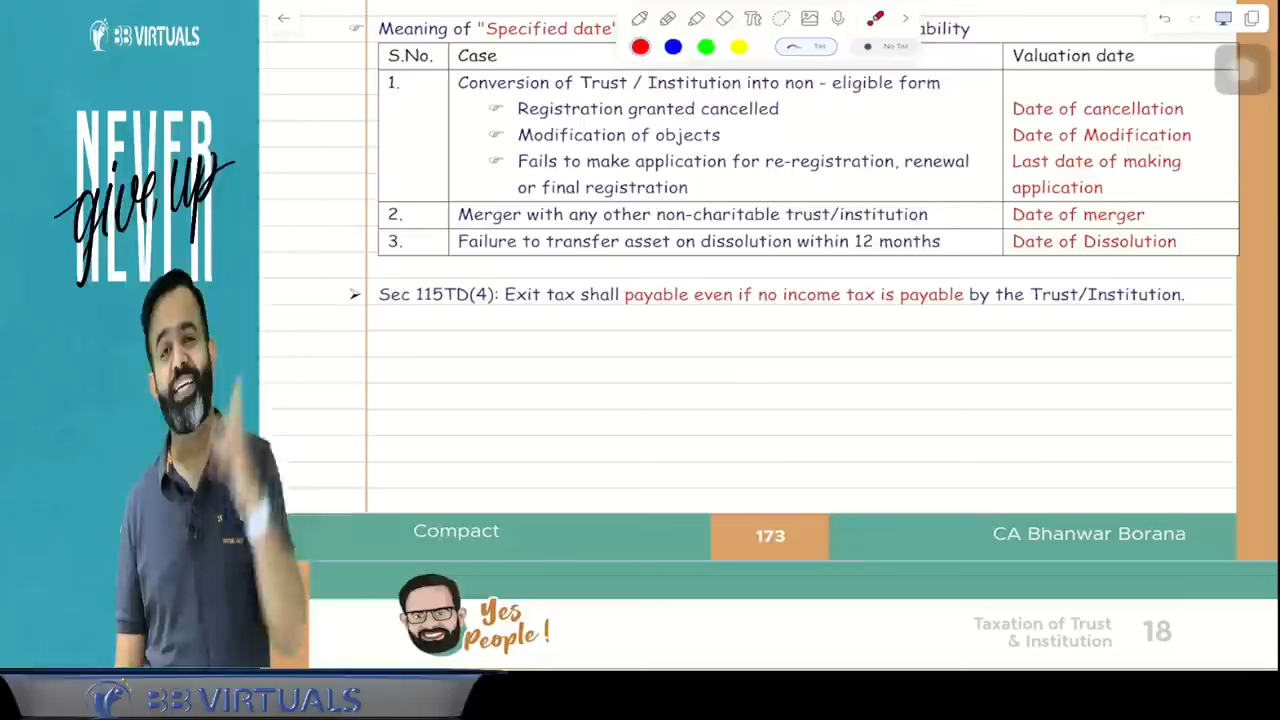 BB VIRTUALS
NEVER
give up
NEVER
Meaning of "Specified date" ability
S.No. Case Valuation date
1. Conversion of Trust / Institution into non - eligible form
Registration granted cancelled Date of cancellation
Modification of objects Date of Modification
Fails to make application for re-registration, renewal Last date of making
or final registration application
2. Merger with any other non-charitable trust/institution Date of merger
3. Failure to transfer asset on dissolution within 12 months Date of Dissolution
Sec 115TD(4): Exit tax shall payable even if no income tax is payable by the Trust/Institution.
Tail
No Tail
Compact 173 CA Bhanwar Borana
Yes
People !
Taxation of Trust
& Institution 18
BB VIRTUALS